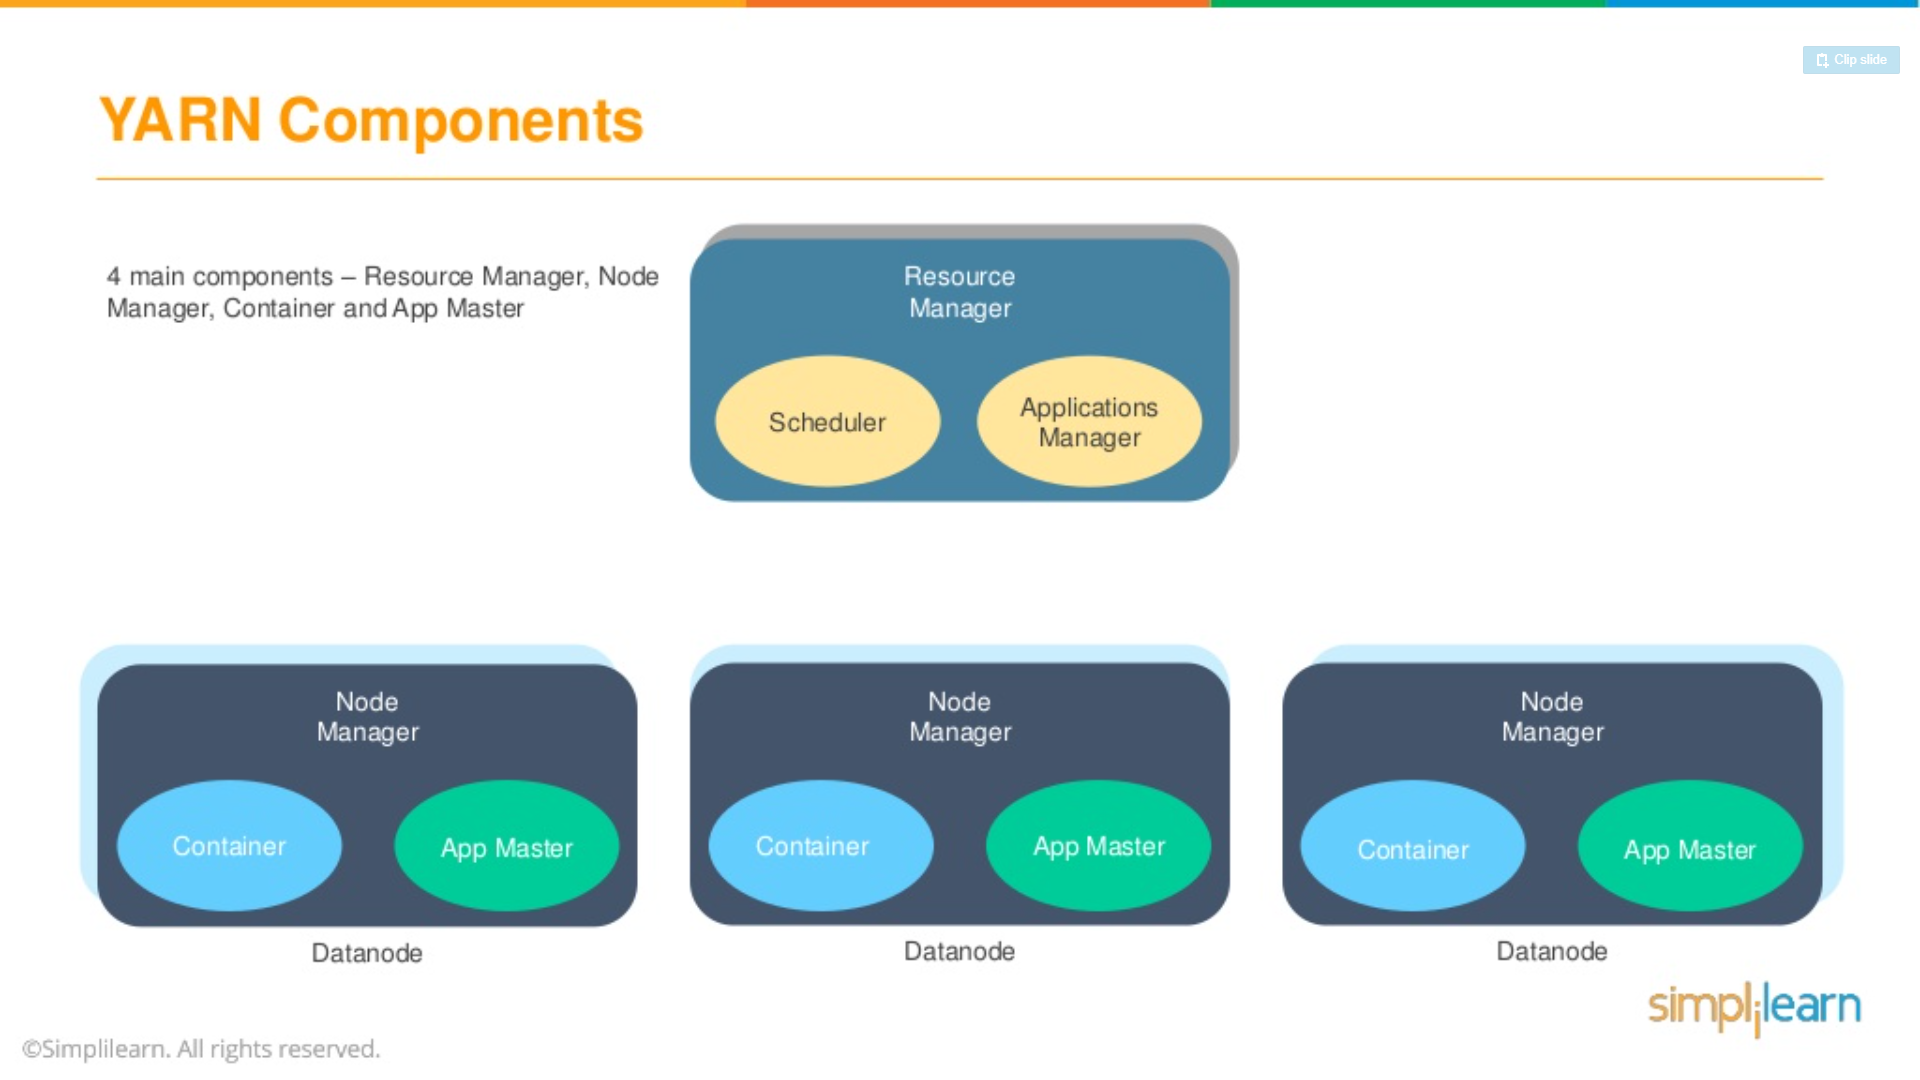 Clip slide
YARN Components
4 main components – Resource Manager, Node
Manager, Container and App Master
Resource
Manager
Scheduler
Applications
Manager
Node
Manager
Container
App Master
Datanode
Node
Manager
Container
App Master
Datanode
Node
Manager
Container
App Master
Datanode
simplilearn
©Simplilearn. All rights reserved.